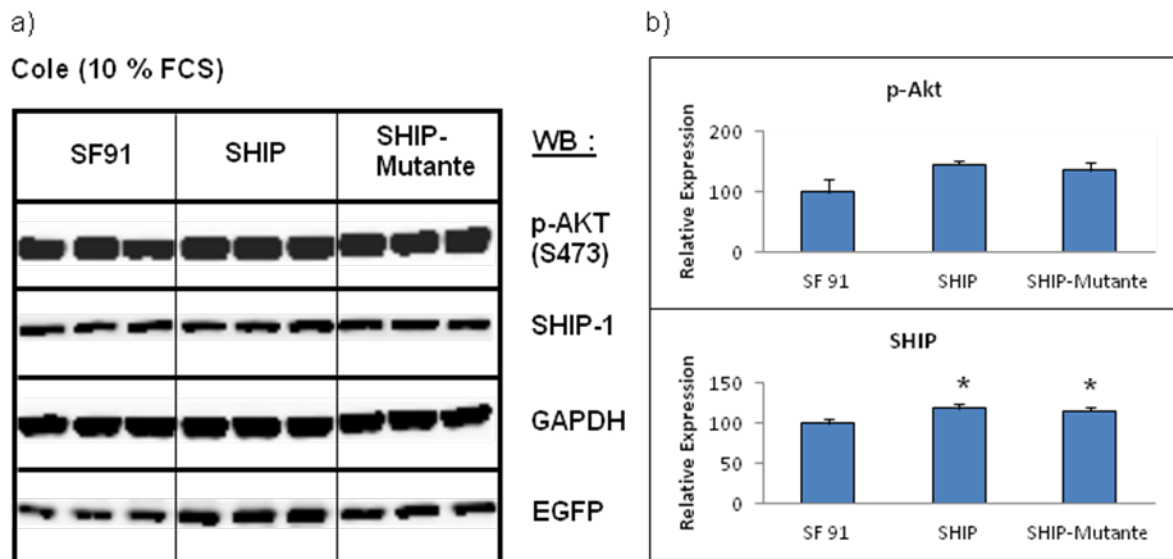 a)
Cole (10 % FCS)
SF91
SHIP
SHIP-
Mutante
WB :
p-AKT
(S473)
SHIP-1
GAPDH
EGFP
b)
p-Akt
Relative Expression
200
100
0
SF 91
SHIP
SHIP-Mutante
SHIP
Relative Expression
150
100
50
0
* *
SF 91
SHIP
SHIP-Mutante